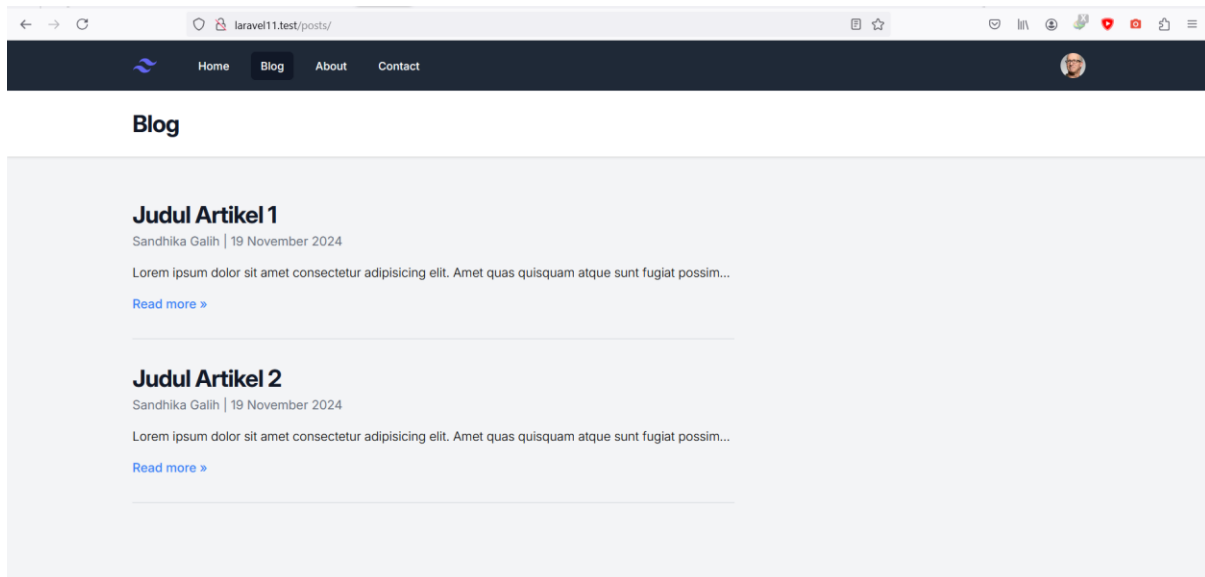 laravel11.test/posts/
Home Blog About Contact
Blog
Judul Artikel 1
Sandhika Galih | 19 November 2024
Lorem ipsum dolor sit amet consectetur adipisicing elit. Amet quas quisquam atque sunt fugiat possim...
Read more »
Judul Artikel 2
Sandhika Galih | 19 November 2024
Lorem ipsum dolor sit amet consectetur adipisicing elit. Amet quas quisquam atque sunt fugiat possim...
Read more »